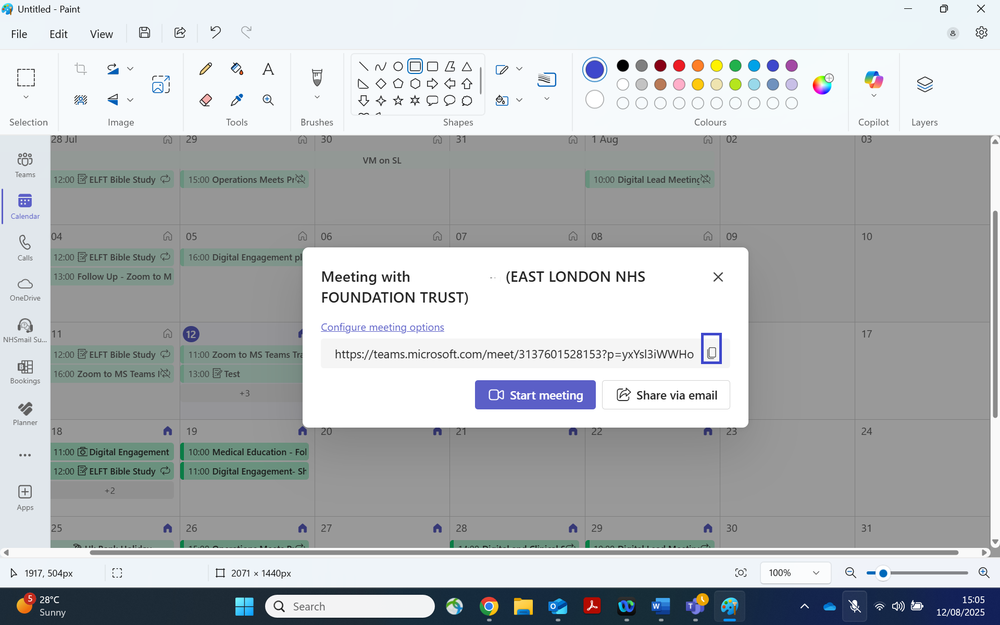 Untitled - Paint
File Edit View
Selection Image Tools Brushes Shapes Colours Copilot Layers
28 Jul 29 30 31 1 Aug 02 03
VM on SL
12:00 ELFT Bible Study 15:00 Operations Meets Pr 10:00 Digital Lead Meeting
04 05 06 07 08 09 10
12:00 ELFT Bible Study 16:00 Digital Engagement pl
13:00 Follow Up - Zoom to M
Meeting with (EAST LONDON NHS
FOUNDATION TRUST)
Configure meeting options
https://teams.microsoft.com/meet/3137601528153?p=yxYsl3iWWHo
Start meeting Share via email
11 12 17
12:00 ELFT Bible Study 11:00 Zoom to MS Teams Tra
16:00 Zoom to MS Teams I 13:00 Test
+3
18 19 20 21 22 23 24
11:00 Digital Engagement 10:00 Medical Education - Fol
12:00 ELFT Bible Study 11:00 Digital Engagement- Sh
+2
25 26 27 28 29 30 31
Teams
Calendar
Calls
OneDrive
NHSmail Su...
Bookings
Planner
Apps
1917, 504px 2071 × 1440px 100%
5 28°C
Sunny
Search
15:05
12/08/2025